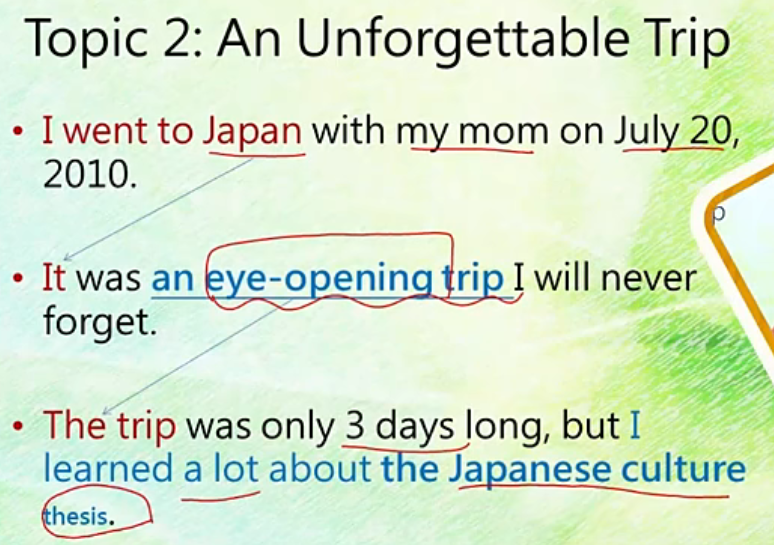 Topic 2: An Unforgettable Trip
• I went to Japan with my mom on July 20,
2010.
p
• It was an eye-opening trip I will never
forget.
• The trip was only 3 days long, but I
learned a lot about the Japanese culture
thesis.